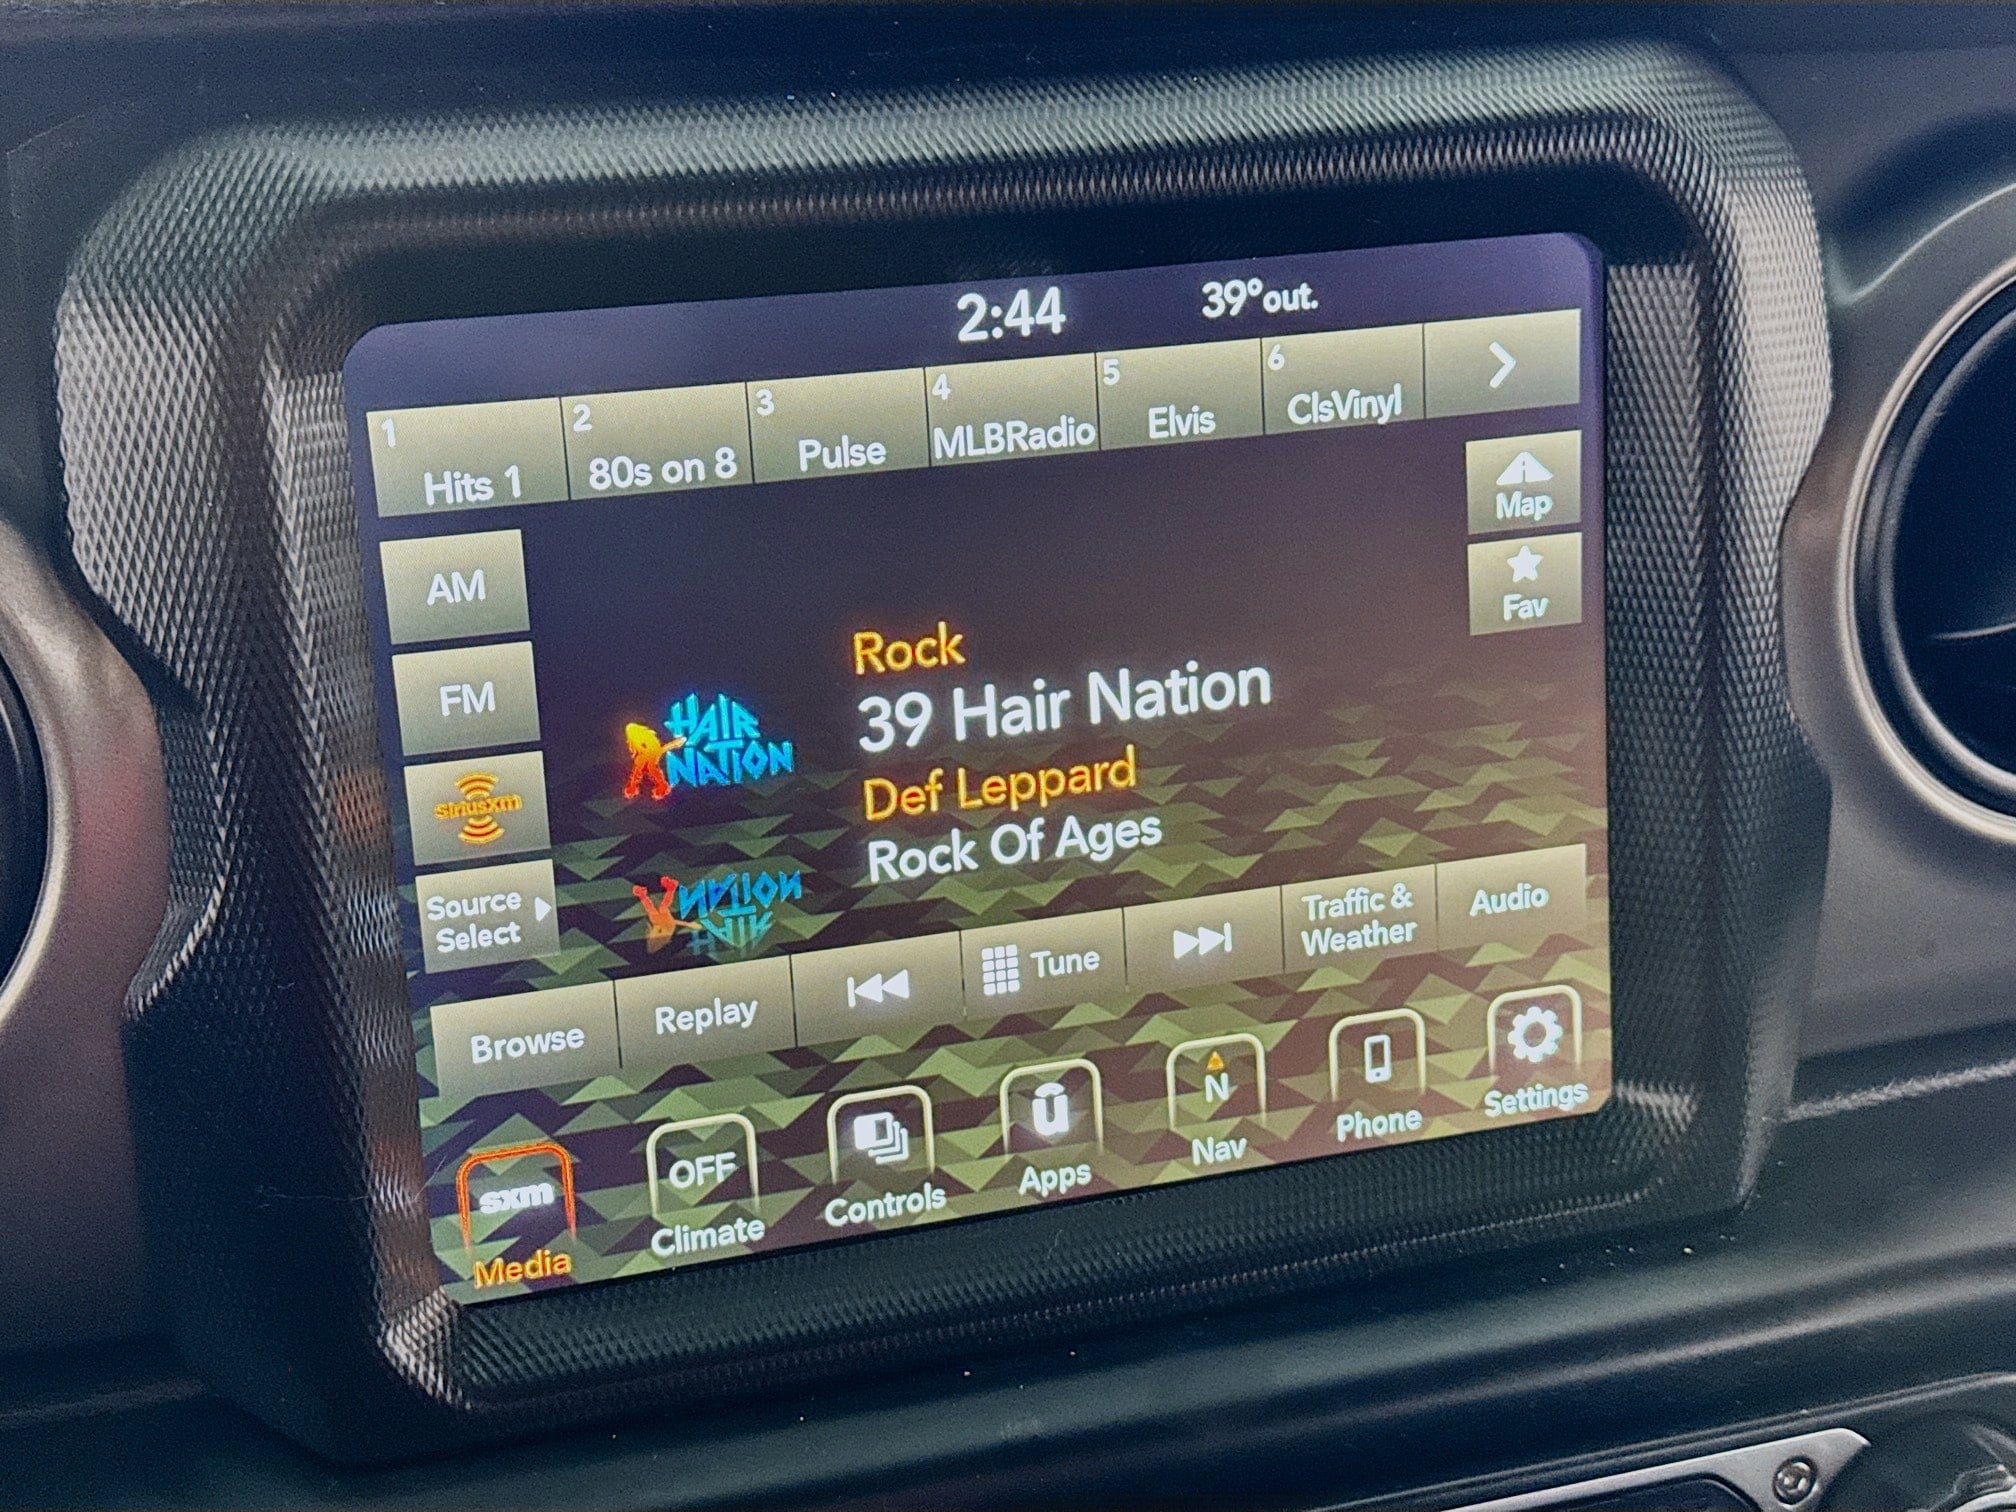 2:44
39°out.
1
Hits 1
2
80s on 8
3
Pulse
4
MLBRadio
5
Elvis
6
ClsVinyl
AM
FM
SiriusXm
Source
Select
Map
Fav
HAIR
NATION
Rock
39 Hair Nation
Def Leppard
Rock Of Ages
HAIR
NATION
Browse
Replay
Tune
Traffic &
Weather
Audio
sxm
Media
OFF
Climate
Controls
u
Apps
N
Nav
Phone
Settings